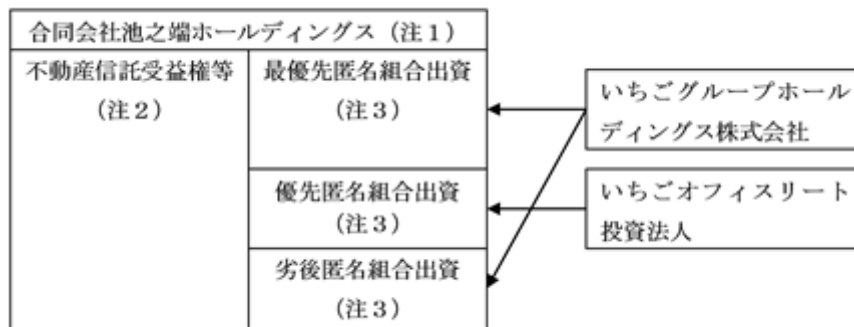 合同会社池之端ホールディングス（注１）
不動産信託受益権等
（注２）
最優先匿名組合出資
（注３）
優先匿名組合出資
（注３）
劣後匿名組合出資
（注３）
いちごグループホール
ディングス株式会社
いちごオフィスリート
投資法人